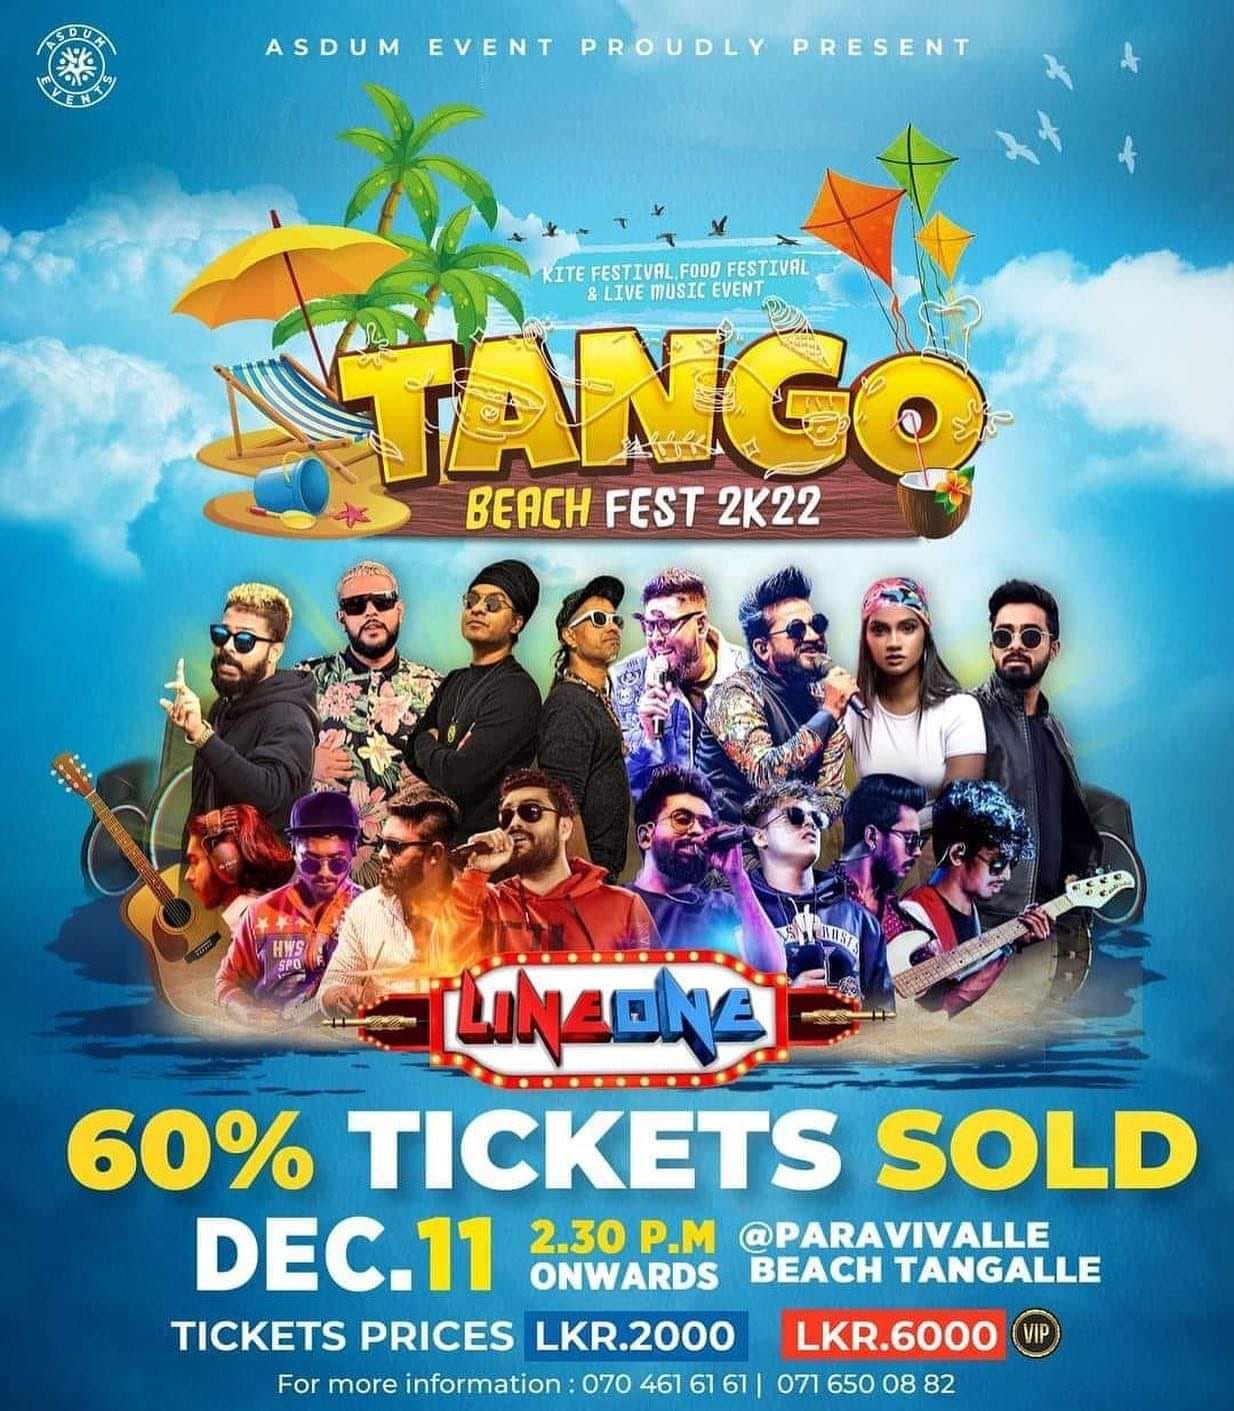 ASDUM
EVENTS
ASDUM EVENT PROUDLY PRESENT
KITE FESTIVAL,FOOD FESTIVAL
& LIVE MUSIC EVENT
TANGO
BEACH FEST 2K22
HWS
SPO
LINEONE
60% TICKETS SOLD
DEC.11
2.30 P.M
ONWARDS
@PARAVIVALLE
BEACH TANGALLE
TICKETS PRICES LKR.2000 LKR.6000 VIP
For more information : 070 461 61 61 | 071 650 08 82